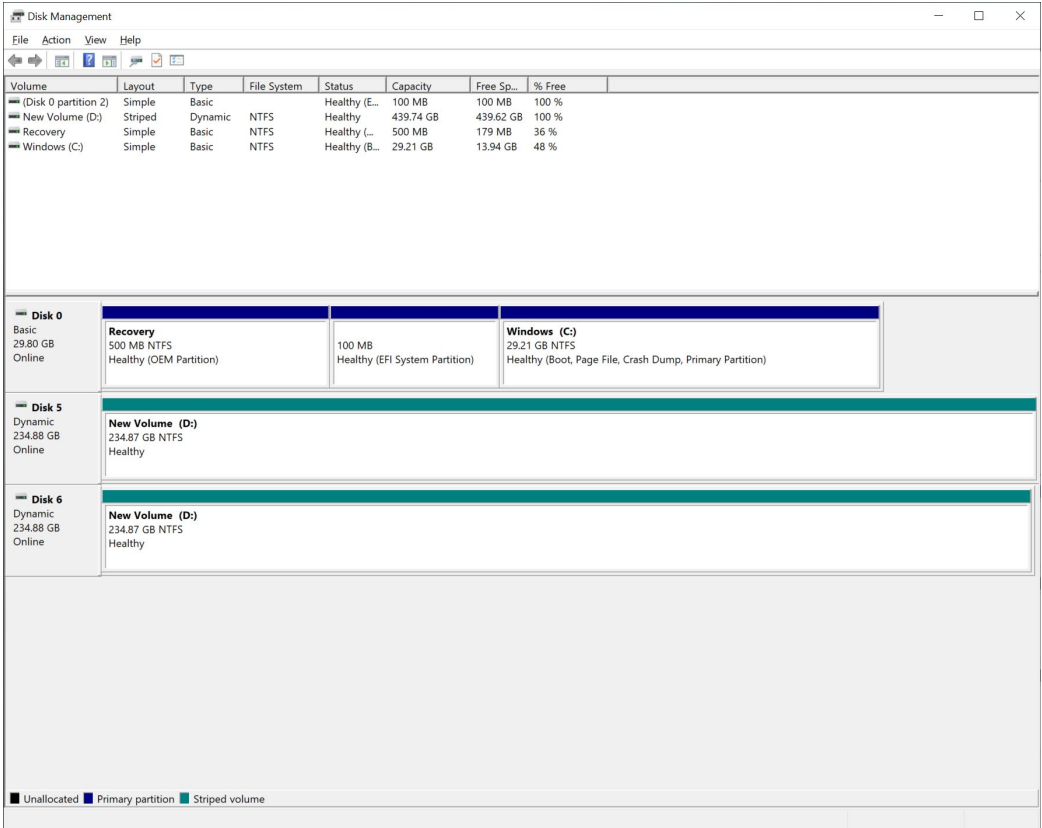 Disk Management
File Action View Help
Volume Layout Type File System Status Capacity Free Sp... % Free
(Disk 0 partition 2) Simple Basic Healthy (E... 100 MB 100 MB 100 %
New Volume (D:) Striped Dynamic NTFS Healthy 439.74 GB 439.62 GB 100 %
Recovery Simple Basic NTFS Healthy (... 500 MB 179 MB 36 %
Windows (C:) Simple Basic NTFS Healthy (B... 29.21 GB 13.94 GB 48 %
Disk 0
Basic
29.80 GB
Online
Recovery
500 MB NTFS
Healthy (OEM Partition)
100 MB
Healthy (EFI System Partition)
Windows (C:)
29.21 GB NTFS
Healthy (Boot, Page File, Crash Dump, Primary Partition)
Disk 5
Dynamic
234.88 GB
Online
New Volume (D:)
234.87 GB NTFS
Healthy
Disk 6
Dynamic
234.88 GB
Online
New Volume (D:)
234.87 GB NTFS
Healthy
Unallocated Primary partition Striped volume